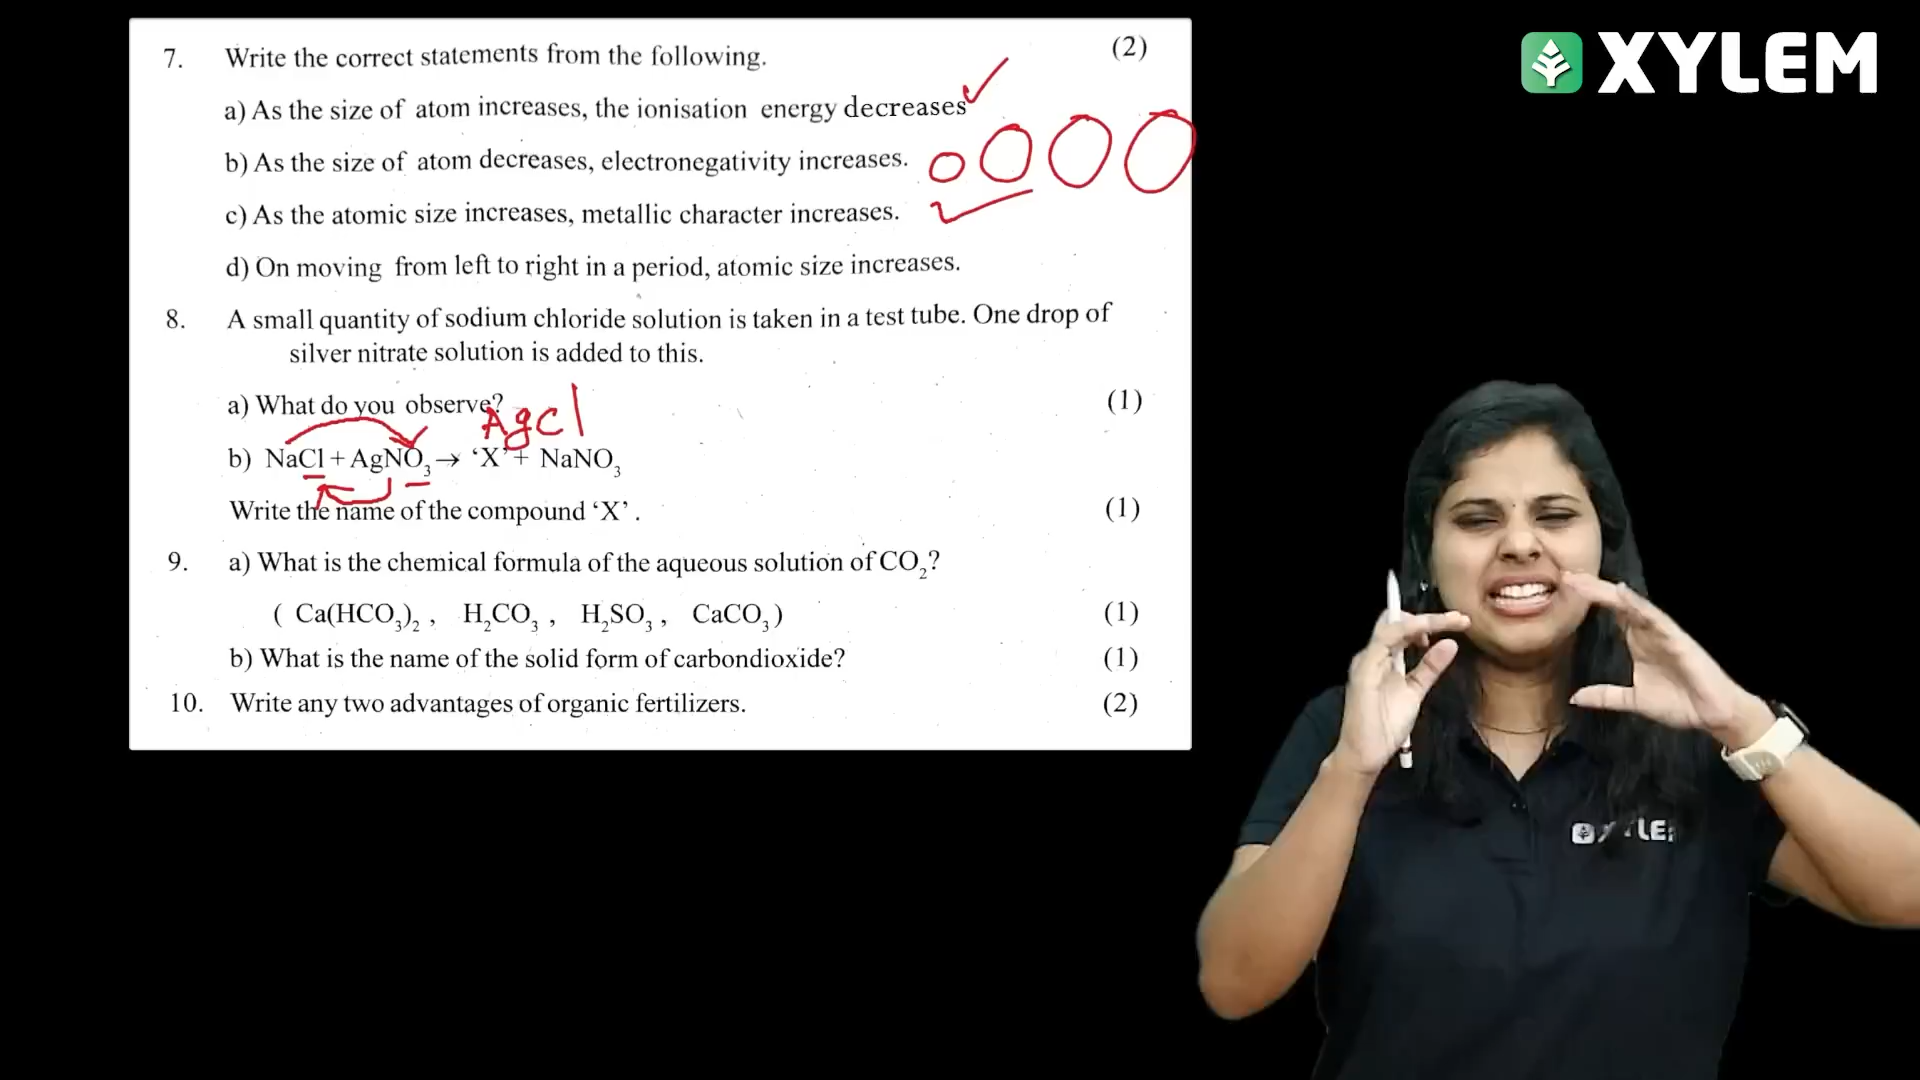 XYLEM
7. Write the correct statements from the following. (2)
a) As the size of atom increases, the ionisation energy decreases
b) As the size of atom decreases, electronegativity increases.
c) As the atomic size increases, metallic character increases.
d) On moving from left to right in a period, atomic size increases.
8. A small quantity of sodium chloride solution is taken in a test tube. One drop of
silver nitrate solution is added to this.
a) What do you observe? (1)
AgCl
b) NaCl + AgNO₃ → ‘X’ + NaNO₃
Write the name of the compound ‘X’ . (1)
9. a) What is the chemical formula of the aqueous solution of CO₂?
( Ca(HCO₃)₂ , H₂CO₃ , H₂SO₃ , CaCO₃ ) (1)
b) What is the name of the solid form of carbondioxide? (1)
10. Write any two advantages of organic fertilizers. (2)